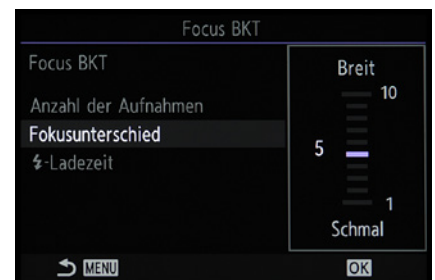 Focus BKT
Focus BKT
Anzahl der Aufnahmen
Fokusunterschied
-Ladezeit
Breit
10
5
1
Schmal
MENU
OK